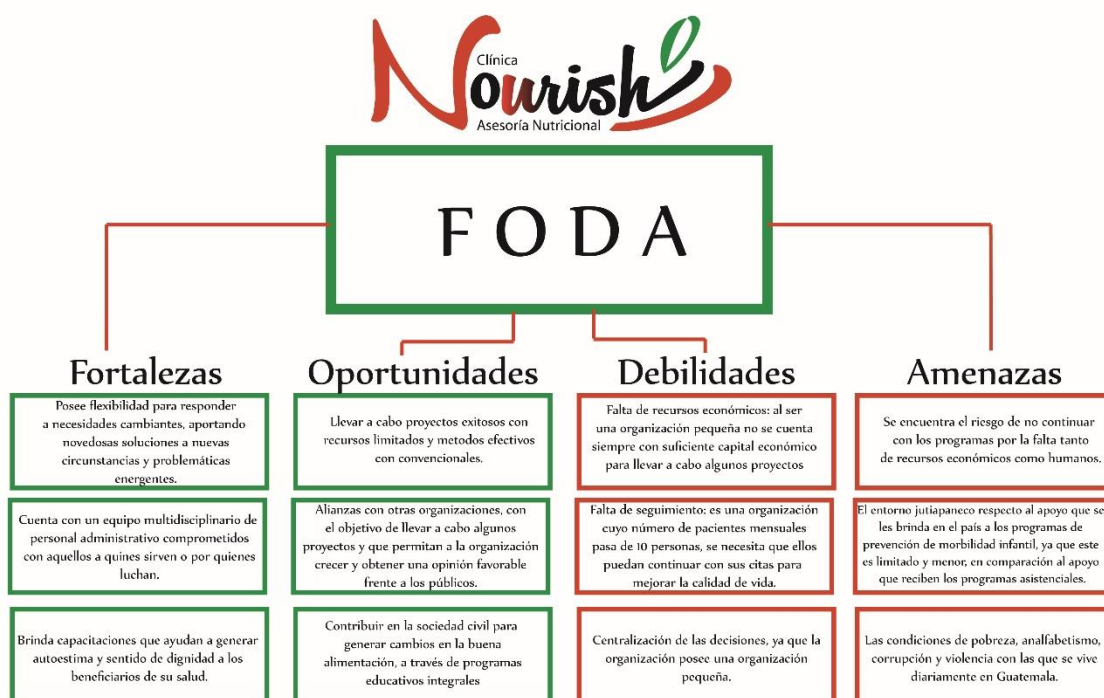 Clínica
Nourish
Asesoría Nutricional
FODA
Fortalezas
Posee flexibilidad para responder
a necesidades cambiantes, aportando
novedosas soluciones a nuevas
circunstancias y problemáticas
energentes.
Cuenta con un equipo multidisciplinario de
personal administrativo comprometidos
con aquellos a quines sirven o por quienes
luchan.
Brinda capacitaciones que ayudan a generar
autoestima y sentido de dignidad a los
beneficiarios de su salud.
Oportunidades
Llevar a cabo proyectos exitosos con
recursos limitados y metodos efectivos
con convencionales.
Alianzas con otras organizaciones, con
el objetivo de llevar a cabo algunos
proyectos y que permitan a la organización
crecer y obtener una opinión favorable
frente a los públicos.
Contribuir en la sociedad civil para
generar cambios en la buena
alimentación, a través de programas
educativos integrales
Debilidades
Falta de recursos económicos: al ser
una organización pequeña no se cuenta
siempre con suficiente capital económico
para llevar a cabo algunos proyectos
Falta de seguimiento: es una organización
cuyo número de pacientes mensuales
pasa de 10 personas, se necesita que ellos
puedan continuar con sus citas para
mejorar la calidad de vida.
Centralización de las decisiones, ya que la
organización posee una organización
pequeña.
Amenazas
Se encuentra el riesgo de no continuar
con los programas por la falta tanto
de recursos económicos como humanos.
El entorno jutiapaneco respecto al apoyo que se
les brinda en el país a los programas de
prevención de morbilidad infantil, ya que este
es limitado y menor, en comparación al apoyo
que reciben los programas asistenciales.
Las condiciones de pobreza, analfabetismo,
corrupción y violencia con las que se vive
diariamente en Guatemala.